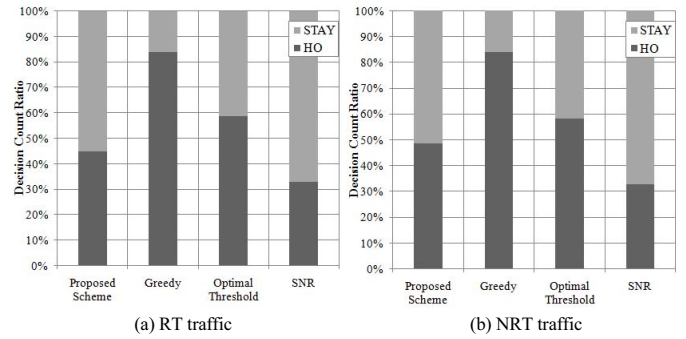 100%
90%
80%
70%
60%
50%
40%
30%
20%
10%
0%
Decision Count Ratio
STAY
HO
Proposed
Scheme
Greedy
Optimal
Threshold
SNR
(a) RT traffic
100%
90%
80%
70%
60%
50%
40%
30%
20%
10%
0%
Decision Count Ratio
STAY
HO
Proposed
Scheme
Greedy
Optimal
Threshold
SNR
(b) NRT traffic